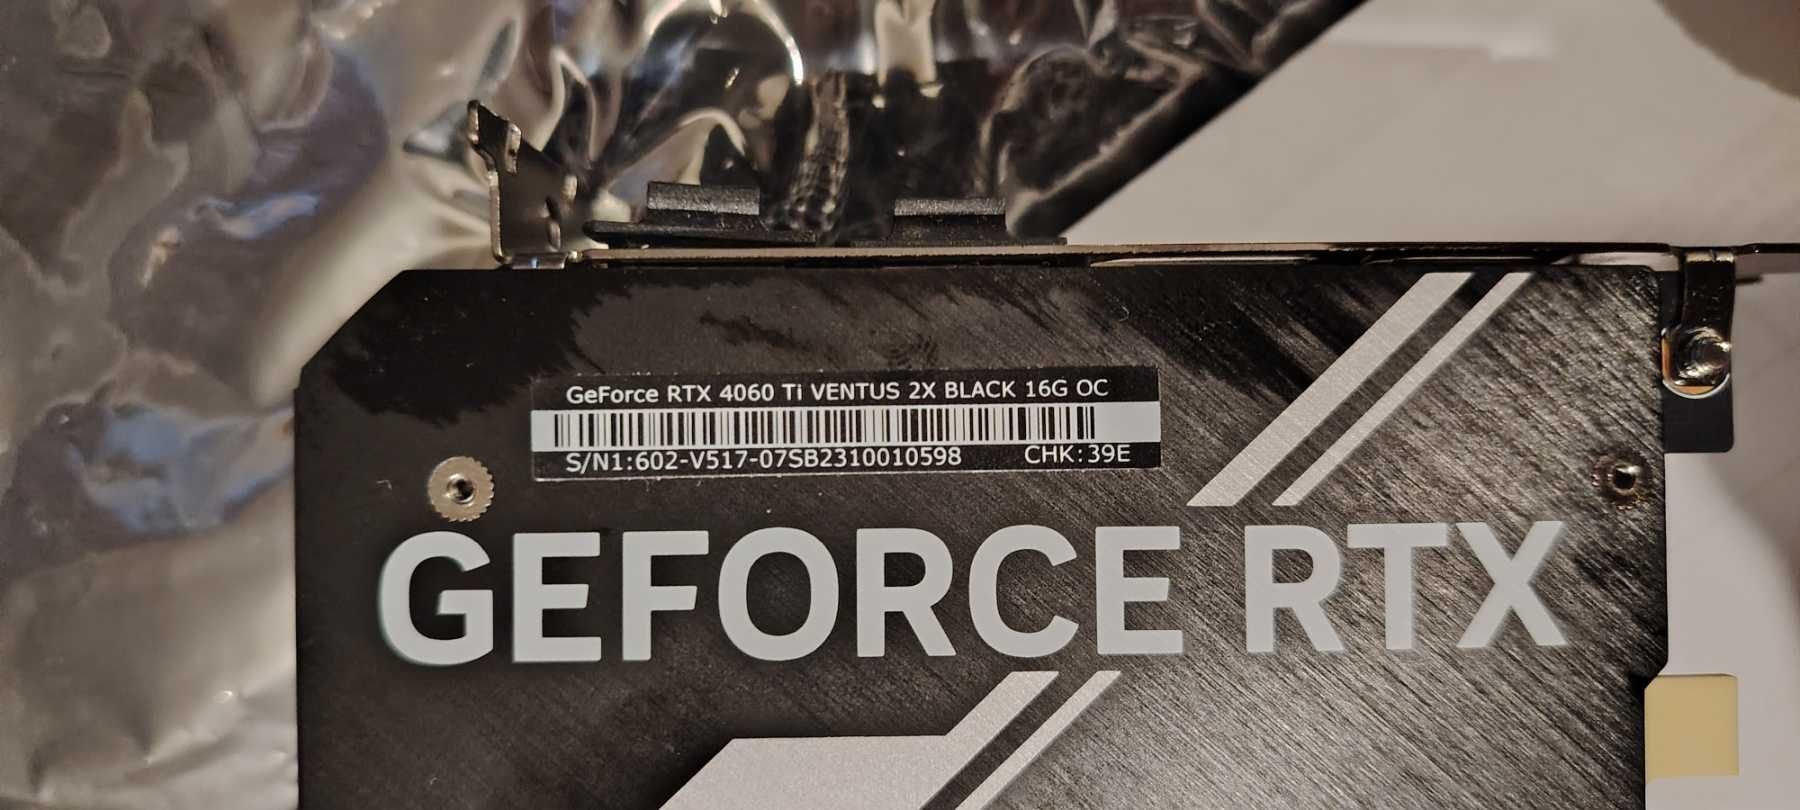 GeForce RTX 4060 Ti VENTUS 2X BLACK 16G OC
S/N1:602-V517-07SB2310010598 CHK:39E
GEFORCE RTX